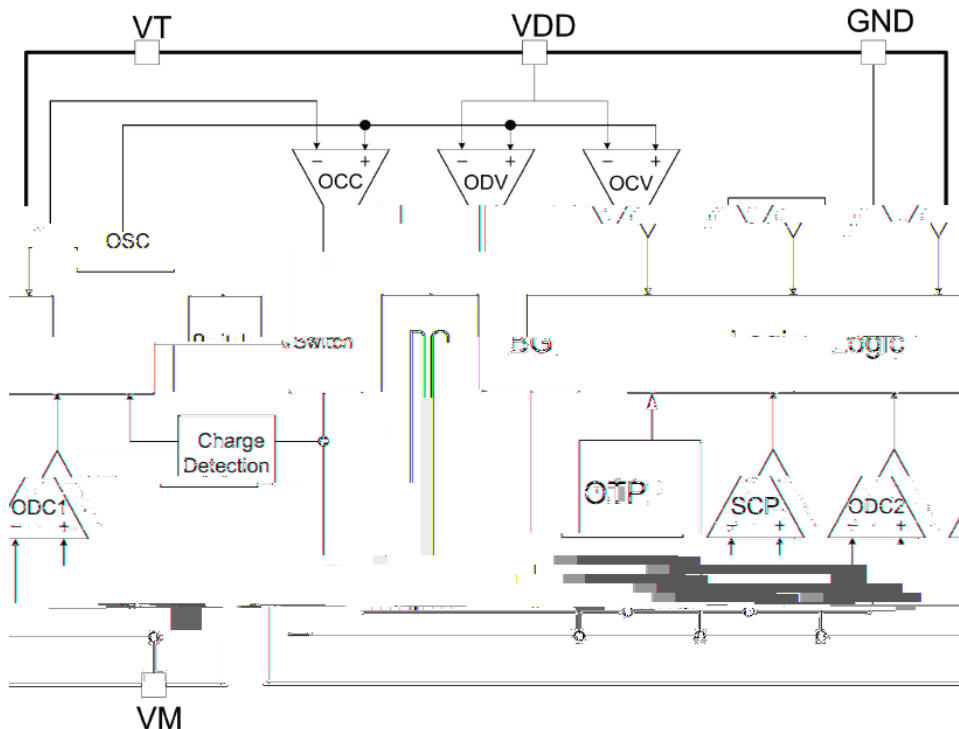 VT VDD GND
− + − + − +
OCC ODV OCV
OSC
Switch BG Logic
Charge
Detection
OTP
ODC1 SCP ODC2
− + − + − +
VM